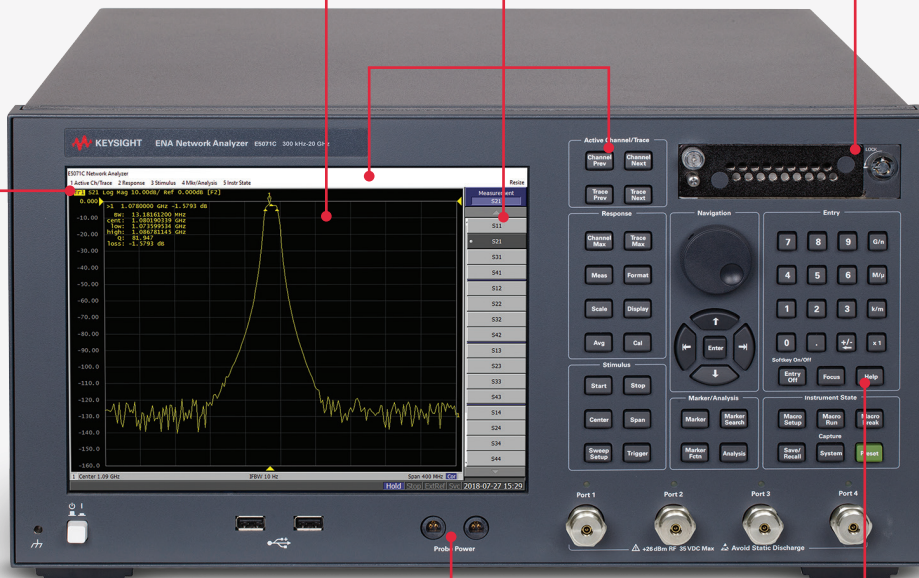 KEYSIGHT ENA Network Analyzer E5071C 300 kHz-20 GHz
E5071C Network Analyzer
1 Active Ch/Trace 2 Response 3 Stimulus 4 Mkr/Analysis 5 Instr State
Resize
Tr1 S21 Log Mag 10.00dB/ Ref 0.000dB [F2]
>1 1.0780000 GHz -1.5793 dB
BW: 13.18161200 MHz
cent: 1.080190339 GHz
low: 1.073599534 GHz
high: 1.086781145 GHz
Q: 81.947
loss: -1.5793 dB
0.000
-10.00
-20.00
-30.00
-40.00
-50.00
-60.00
-70.00
-80.00
-90.00
-100.0
-110.0
-120.0
-130.0
-140.0
-150.0
-160.0
1
1 Center 1.09 GHz IFBW 10 Hz Span 400 MHz Cor
Hold Stop ExtRef Svc 2018-07-27 15:29
Measurement
S21
S11
S21
S31
S41
S12
S22
S32
S42
S13
S23
S33
S43
S14
S24
S34
S44
Active Channel/Trace
Channel Prev
Channel Next
Trace Prev
Trace Next
LOCK
Response
Channel Max
Trace Max
Meas
Format
Scale
Display
Avg
Cal
Stimulus
Start
Stop
Center
Span
Sweep Setup
Trigger
Navigation
Enter
Marker/Analysis
Marker
Marker Search
Marker Fctn
Analysis
Entry
7 8 9 G/n
4 5 6 M/µ
1 2 3 k/m
0 . +/- x 1
Softkey On/Off
Entry Off
Focus
Help
Instrument State
Macro Setup
Macro Run
Macro Break
Capture
Save/Recall
System
Reset
Port 1
Port 2
Port 3
Port 4
+26 dBm RF 35 VDC Max Avoid Static Discharge
Probe Power